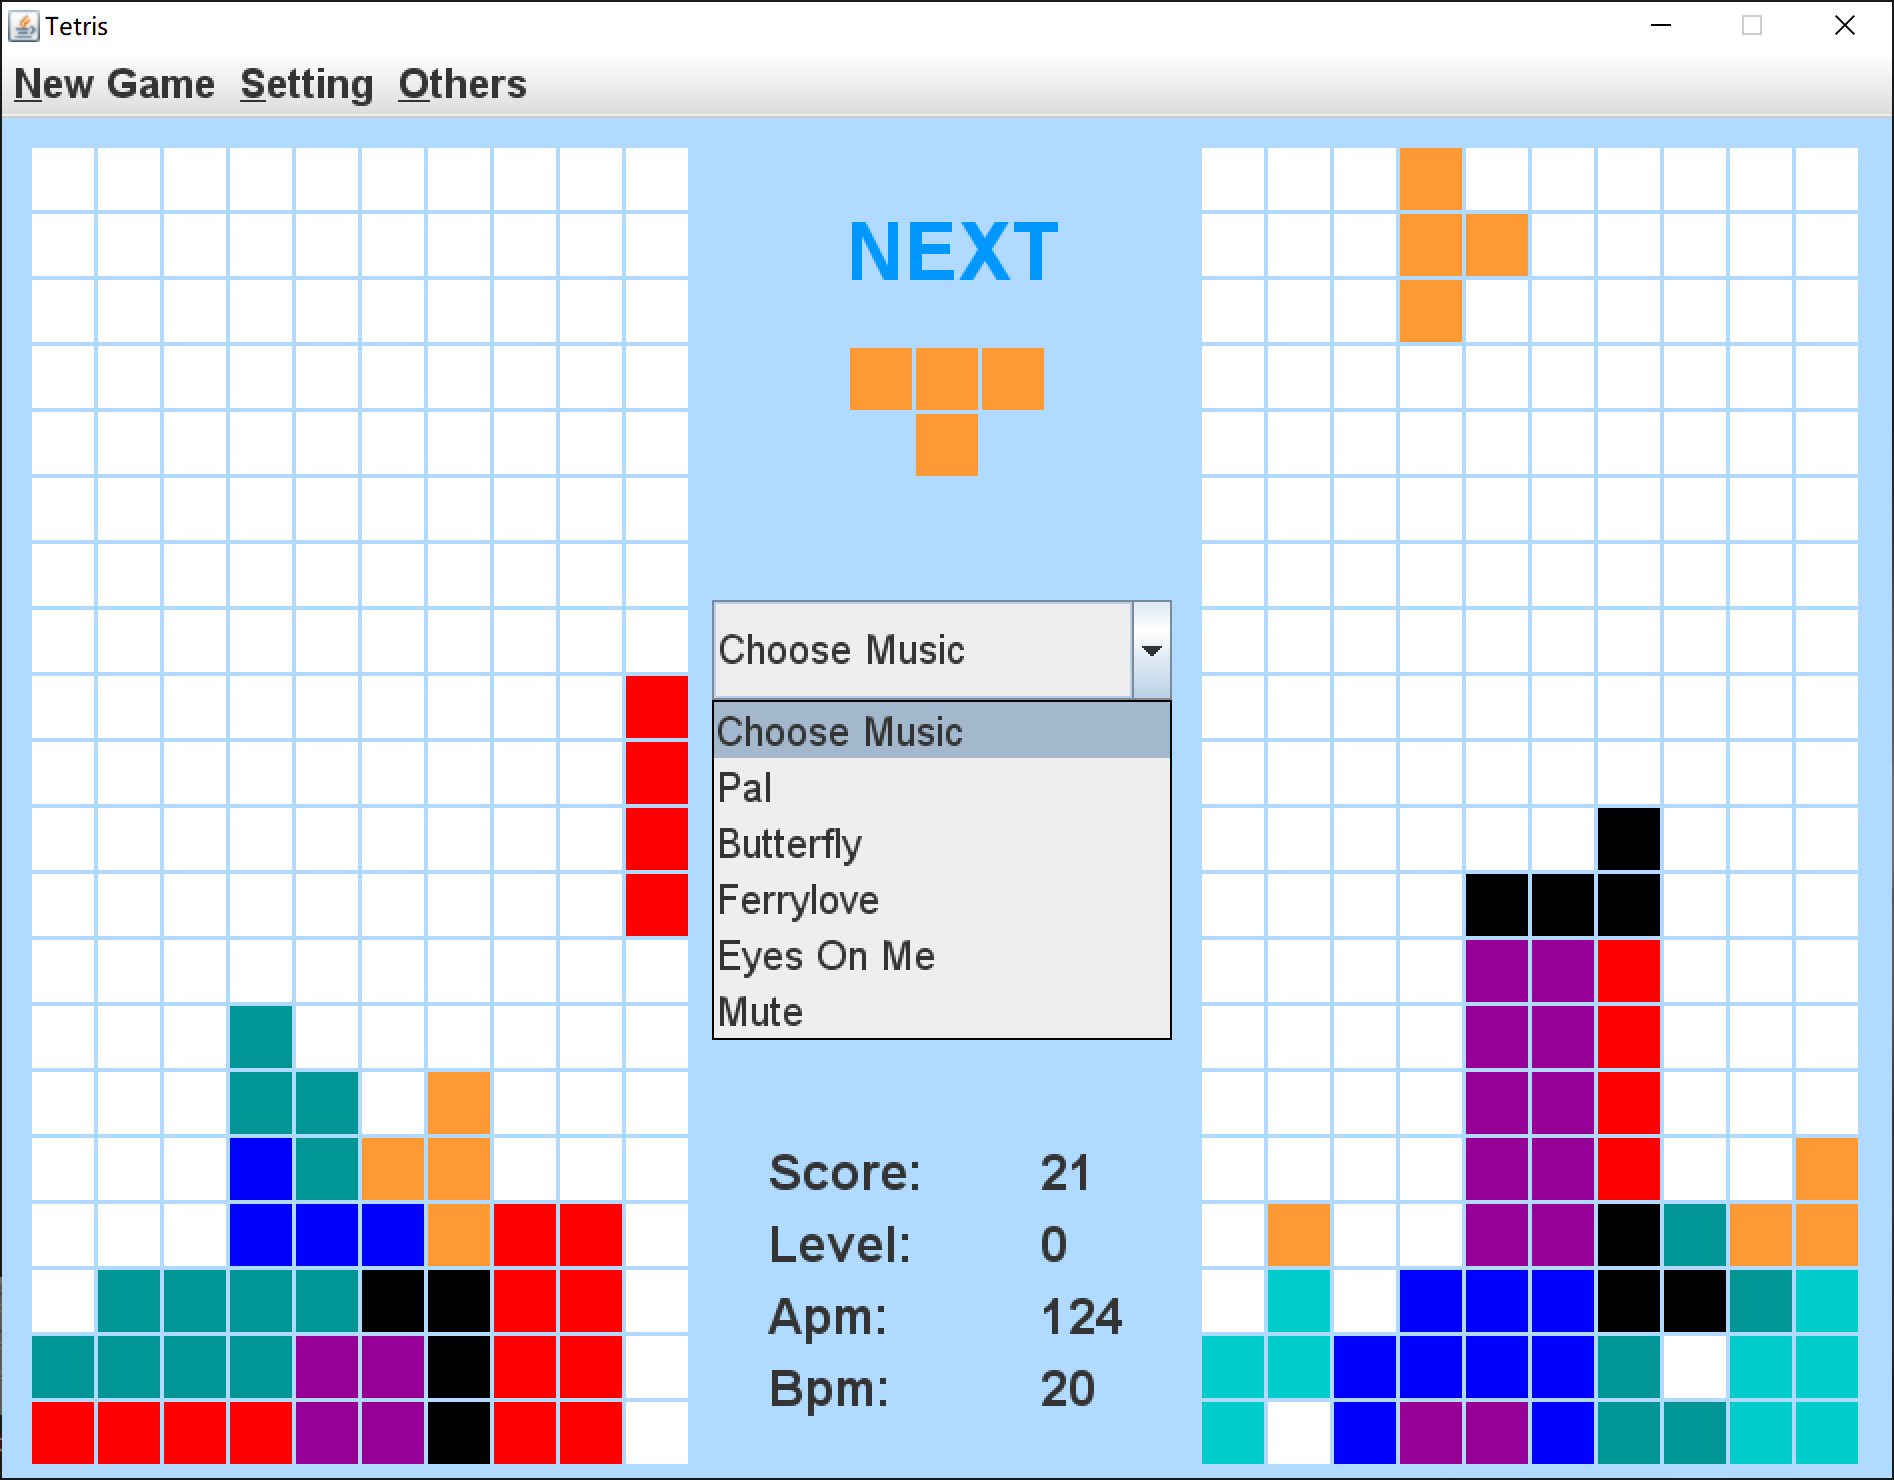 Tetris
New Game Setting Others
NEXT
Choose Music
Choose Music
Pal
Butterfly
Ferrylove
Eyes On Me
Mute
Score: 21
Level: 0
Apm: 124
Bpm: 20